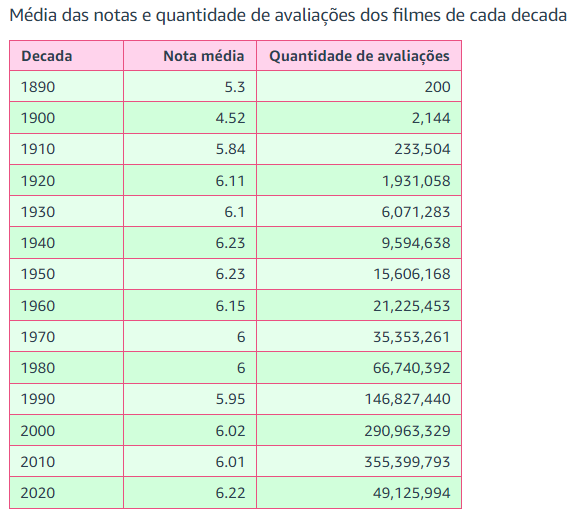 Média das notas e quantidade de avaliações dos filmes de cada decada
Decada Nota média Quantidade de avaliações
1890 5.3 200
1900 4.52 2,144
1910 5.84 233,504
1920 6.11 1,931,058
1930 6.1 6,071,283
1940 6.23 9,594,638
1950 6.23 15,606,168
1960 6.15 21,225,453
1970 6 35,353,261
1980 6 66,740,392
1990 5.95 146,827,440
2000 6.02 290,963,329
2010 6.01 355,399,793
2020 6.22 49,125,994